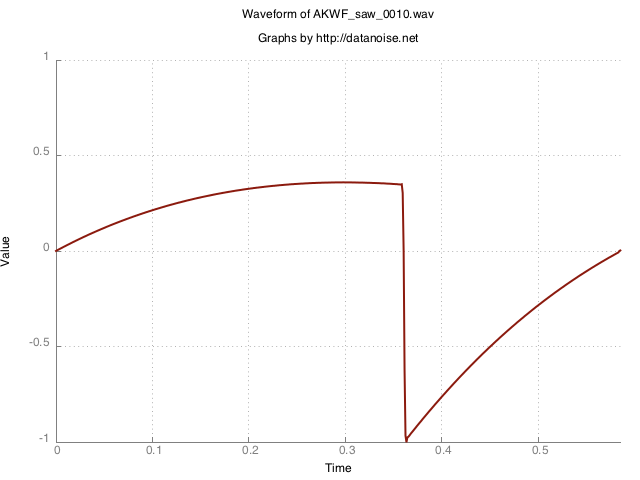 Waveform of AKWF_saw_0010.wav
Graphs by http://datanoise.net
1
0.5
0
-0.5
-1
Value
0 0.1 0.2 0.3 0.4 0.5
Time